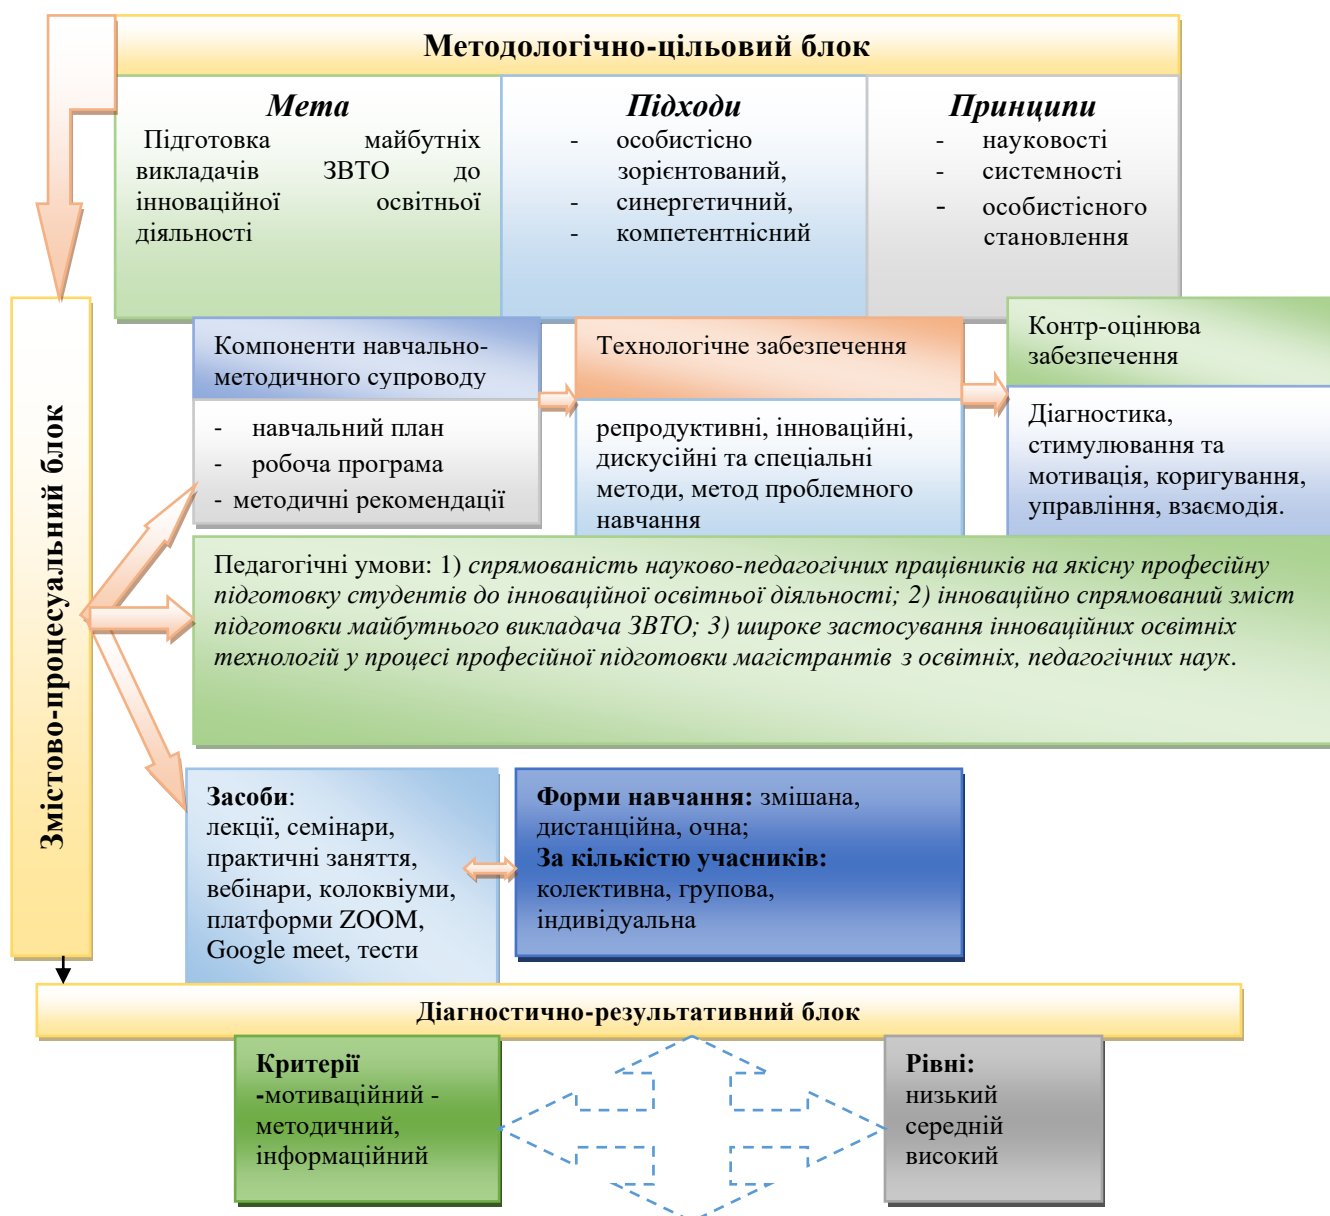 Методологічно-цільовий блок
Мета
Підготовка майбутніх
викладачів ЗВТО до
інноваційної освітньої
діяльності
Підходи
- особистісно
зорієнтований,
- синергетичний,
- компетентнісний
Принципи
- науковості
- системності
- особистісного
становлення
Змістово-процесуальний блок
Компоненти навчально-
методичного супроводу
- навчальний план
- робоча програма
- методичні рекомендації
Технологічне забезпечення
репродуктивні, інноваційні,
дискусійні та спеціальні
методи, метод проблемного
навчання
Контр-оцінюва
забезпечення
Діагностика,
стимулювання та
мотивація, коригування,
управління, взаємодія.
Педагогічні умови: 1) спрямованість науково-педагогічних працівників на якісну професійну
підготовку студентів до інноваційної освітньої діяльності; 2) інноваційно спрямований зміст
підготовки майбутнього викладача ЗВТО; 3) широке застосування інноваційних освітніх
технологій у процесі професійної підготовки магістрантів з освітніх, педагогічних наук.
Засоби:
лекції, семінари,
практичні заняття,
вебінари, колоквіуми,
платформи ZOOM,
Google meet, тести
Форми навчання: змішана,
дистанційна, очна;
За кількістю учасників:
колективна, групова,
індивідуальна
Діагностично-результативний блок
Критерії
-мотиваційний -
методичний,
інформаційний
Рівні:
низький
середній
високий